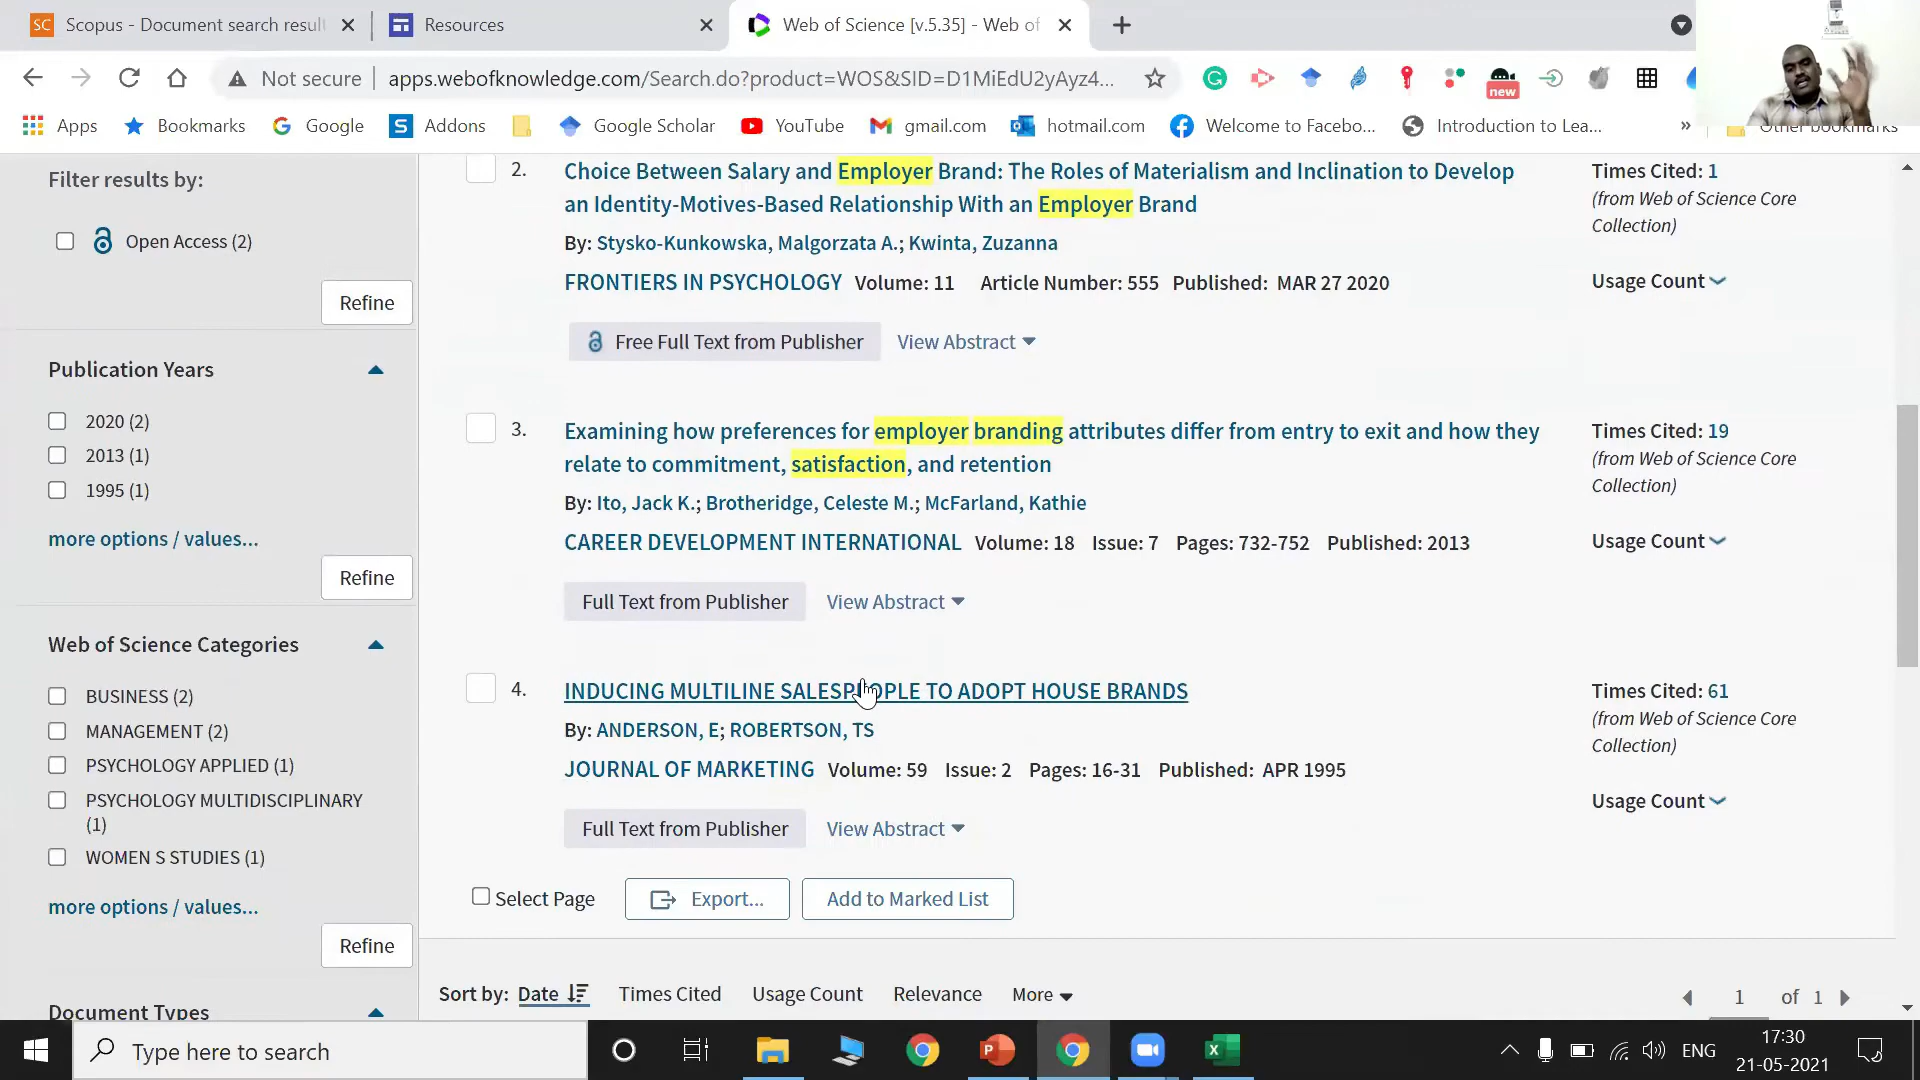 Scopus - Document search result
Resources
Web of Science [v.5.35] - Web of
Not secure
apps.webofknowledge.com/Search.do?product=WOS&SID=D1MiEdU2yAyz4...
new
Apps
Bookmarks
Google
Addons
Google Scholar
YouTube
gmail.com
hotmail.com
Welcome to Facebo...
Introduction to Lea...
»
Other bookmarks
Filter results by:
Open Access (2)
Refine
Publication Years
2020 (2)
2013 (1)
1995 (1)
more options / values...
Refine
Web of Science Categories
BUSINESS (2)
MANAGEMENT (2)
PSYCHOLOGY APPLIED (1)
PSYCHOLOGY MULTIDISCIPLINARY
(1)
WOMEN S STUDIES (1)
more options / values...
Refine
Document Types
2. Choice Between Salary and Employer Brand: The Roles of Materialism and Inclination to Develop
an Identity-Motives-Based Relationship With an Employer Brand
By: Stysko-Kunkowska, Malgorzata A.; Kwinta, Zuzanna
FRONTIERS IN PSYCHOLOGY Volume: 11 Article Number: 555 Published: MAR 27 2020
Free Full Text from Publisher View Abstract
Times Cited: 1
(from Web of Science Core
Collection)
Usage Count
3. Examining how preferences for employer branding attributes differ from entry to exit and how they
relate to commitment, satisfaction, and retention
By: Ito, Jack K.; Brotheridge, Celeste M.; McFarland, Kathie
CAREER DEVELOPMENT INTERNATIONAL Volume: 18 Issue: 7 Pages: 732-752 Published: 2013
Full Text from Publisher View Abstract
Times Cited: 19
(from Web of Science Core
Collection)
Usage Count
4. INDUCING MULTILINE SALESPEOPLE TO ADOPT HOUSE BRANDS
By: ANDERSON, E; ROBERTSON, TS
JOURNAL OF MARKETING Volume: 59 Issue: 2 Pages: 16-31 Published: APR 1995
Full Text from Publisher View Abstract
Times Cited: 61
(from Web of Science Core
Collection)
Usage Count
Select Page Export... Add to Marked List
Sort by: Date Times Cited Usage Count Relevance More
1 of 1
Type here to search
ENG
17:30
21-05-2021